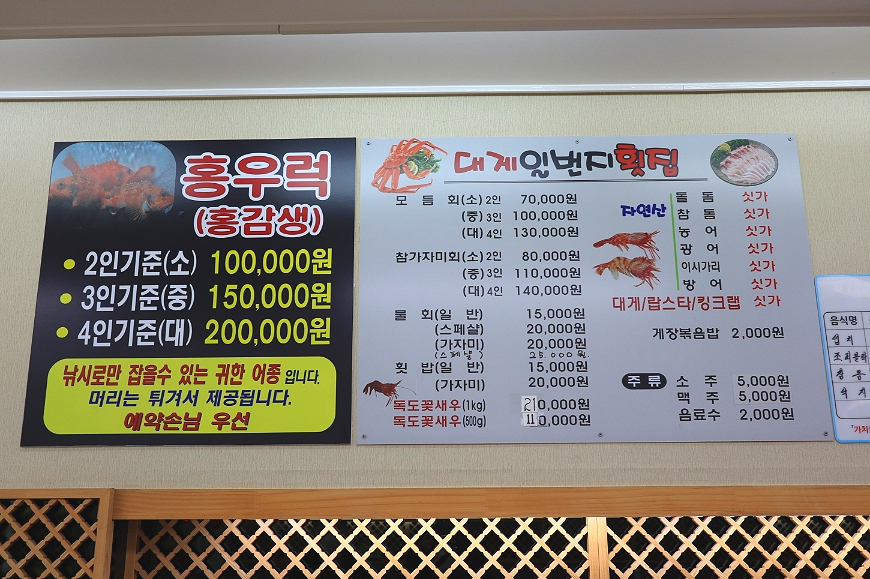 홍우럭
(홍감생)
• 2인기준(소) 100,000원
• 3인기준(중) 150,000원
• 4인기준(대) 200,000원
낚시로만 잡을수 있는 귀한 어종 입니다.
머리는 튀겨서 제공됩니다.
예약손님 우선
대게일번지횟집
모듬회(소) 2인 70,000원
(중) 3인 100,000원
(대) 4인 130,000원
참가자미회(소) 2인 80,000원
(중) 3인 110,000원
(대) 4인 140,000원
물회(일반) 15,000원
(스페샬) 20,000원
(가자미) 20,000원
(스페샬) 25,000원
횟밥(일반) 15,000원
(가자미) 20,000원
독도꽃새우(1kg) 210,000원
독도꽃새우(500g) 110,000원
자연산
돌돔 싯가
참돔 싯가
농어 싯가
광어 싯가
이시가리 싯가
방어 싯가
대게/랍스타/킹크랩 싯가
게장볶음밥 2,000원
주류 소주 5,000원
맥주 5,000원
음료수 2,000원
음식명